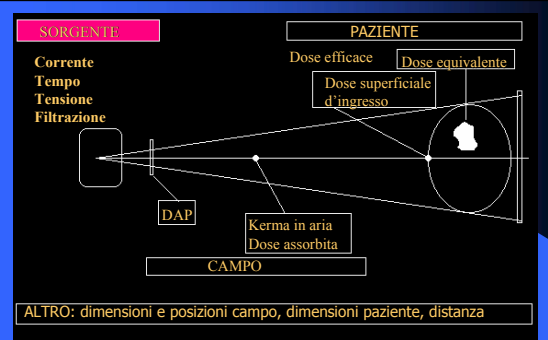 SORGENTE
PAZIENTE
Corrente
Tempo
Tensione
Filtrazione
Dose efficace
Dose equivalente
Dose superficiale
d'ingresso
DAP
Kerma in aria
Dose assorbita
CAMPO
ALTRO: dimensioni e posizioni campo, dimensioni paziente, distanza